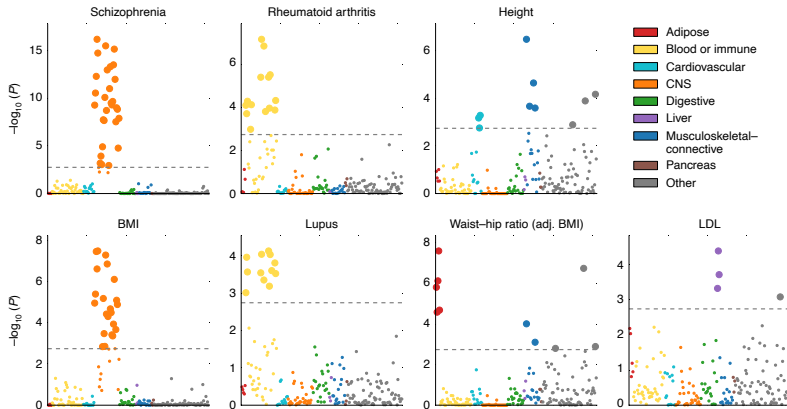 Schizophrenia
Rheumatoid arthritis
Height
–log10 (P)
15
10
5
0
6
4
2
0
6
4
2
0
Adipose
Blood or immune
Cardiovascular
CNS
Digestive
Liver
Musculoskeletal–
connective
Pancreas
Other
BMI
Lupus
Waist–hip ratio (adj. BMI)
LDL
–log10 (P)
8
6
4
2
0
4
3
2
1
0
8
6
4
2
0
4
3
2
1
0